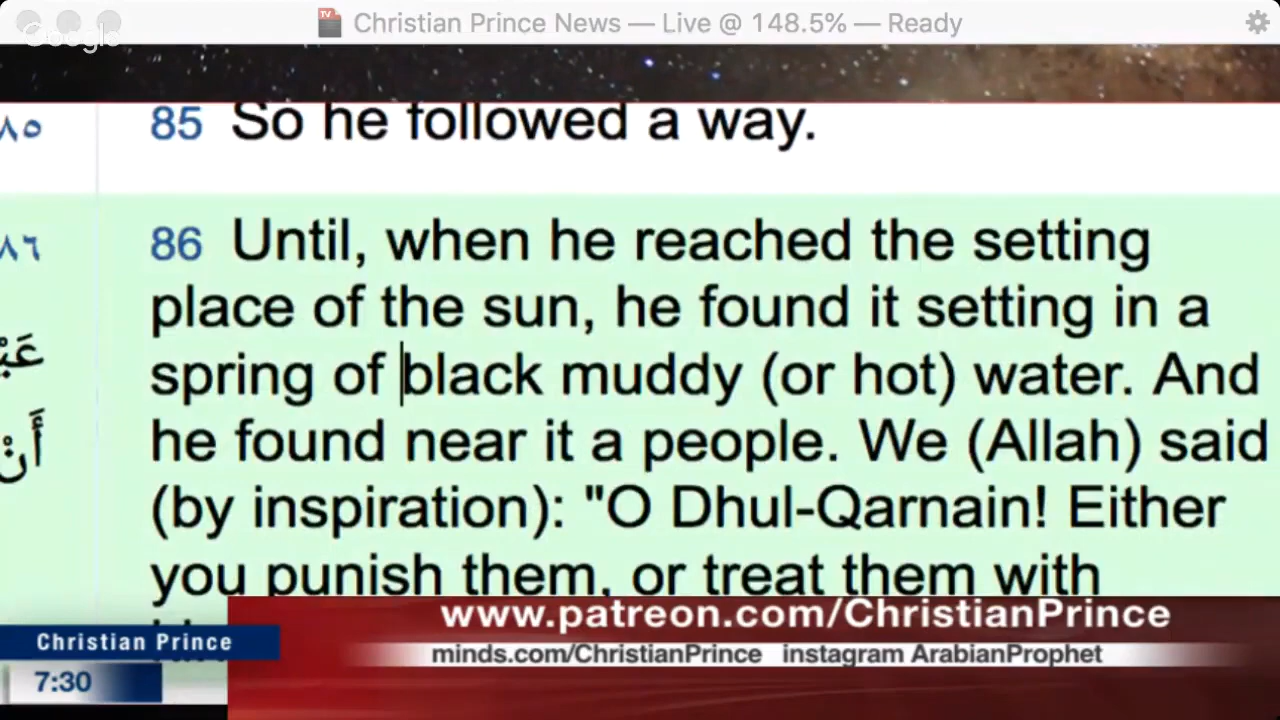 Google
Christian Prince News — Live @ 148.5% — Ready
TV
٨٥ 85 So he followed a way.
٨٦ 86 Until, when he reached the setting
place of the sun, he found it setting in a
spring of black muddy (or hot) water. And
he found near it a people. We (Allah) said
(by inspiration): "O Dhul-Qarnain! Either
you punish them, or treat them with
أَنْ
www.patreon.com/ChristianPrince
Christian Prince
minds.com/ChristianPrince instagram ArabianProphet
7:30